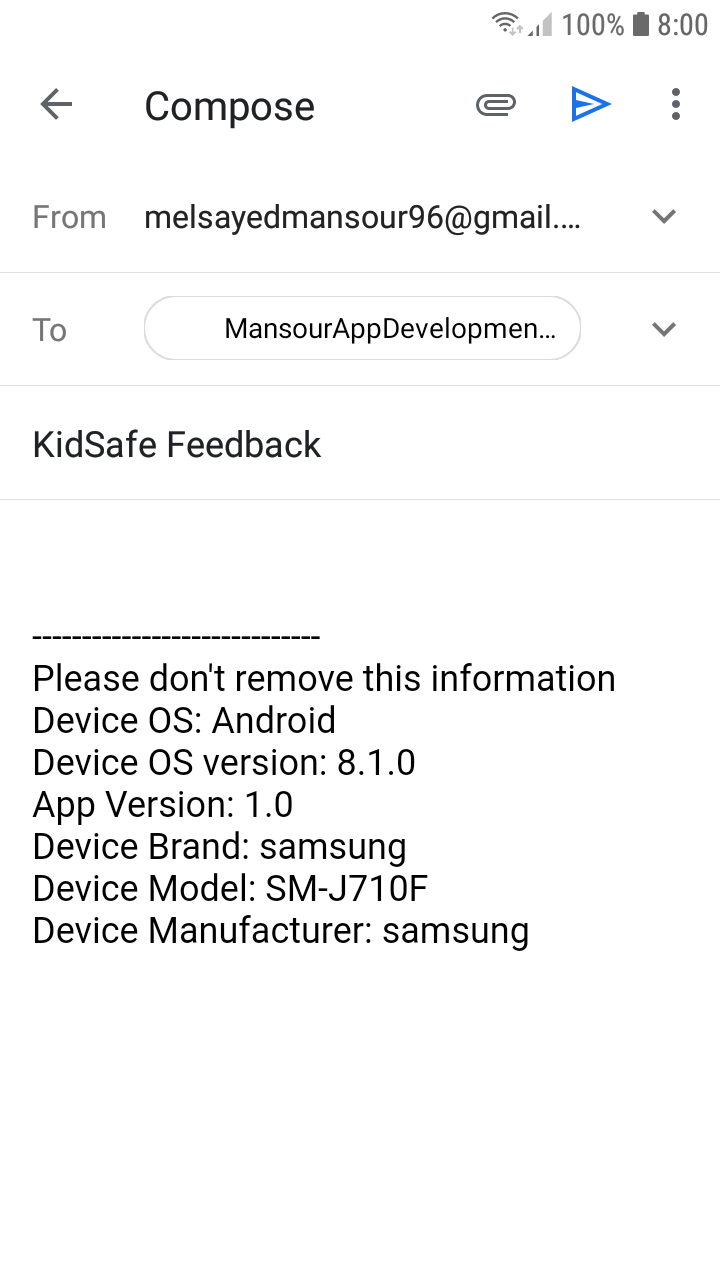 100% 8:00
Compose
From melsayedmansour96@gmail....
To MansourAppDevelopmen...
KidSafe Feedback
-----------------------------
Please don't remove this information
Device OS: Android
Device OS version: 8.1.0
App Version: 1.0
Device Brand: samsung
Device Model: SM-J710F
Device Manufacturer: samsung